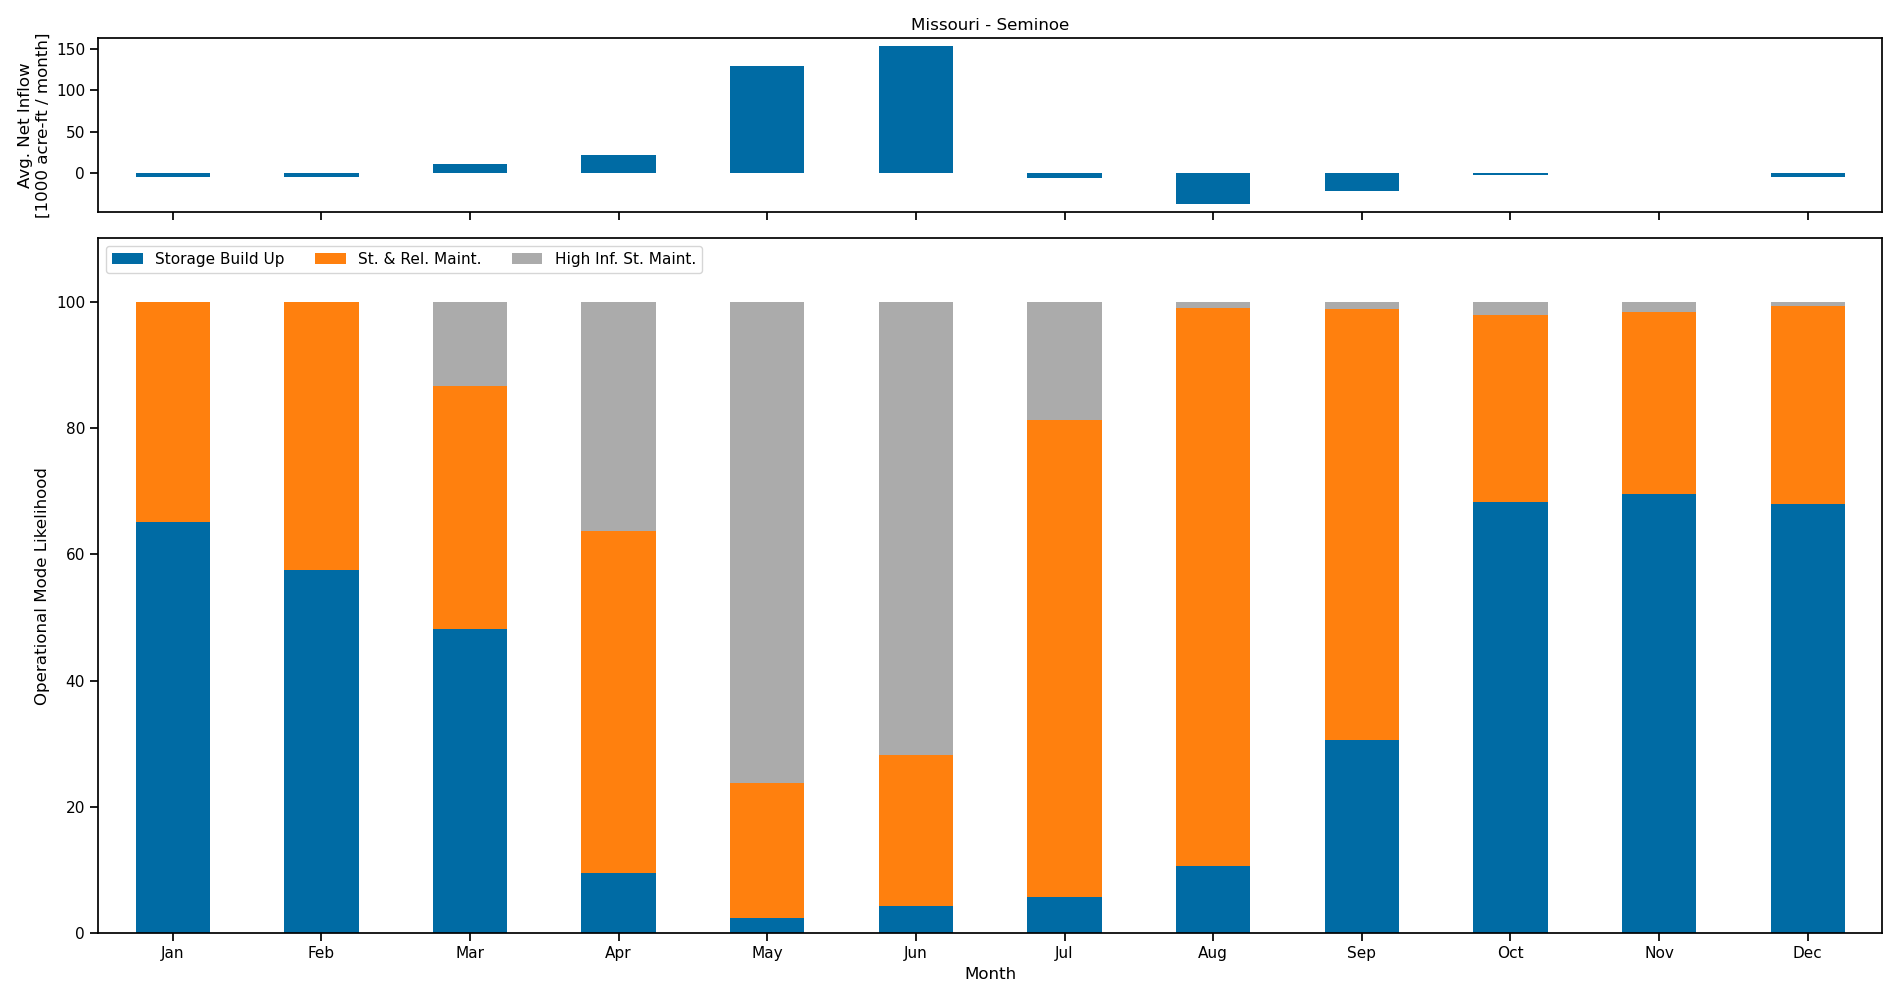 Missouri - Seminoe
Avg. Net Inflow
[1000 acre-ft / month]
150
100
50
0
Storage Build Up
St. & Rel. Maint.
High Inf. St. Maint.
Operational Mode Likelihood
100
80
60
40
20
0
Jan Feb Mar Apr May Jun Jul Aug Sep Oct Nov Dec
Month